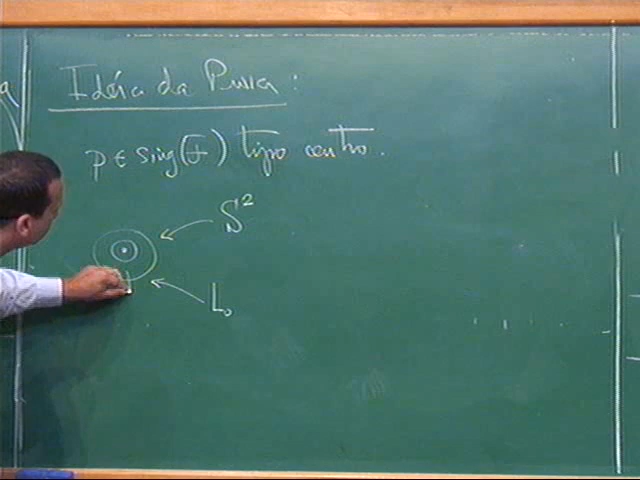 Idéia da Prova:
p ∈ Sing(F) tipo centro.
S²
L₀